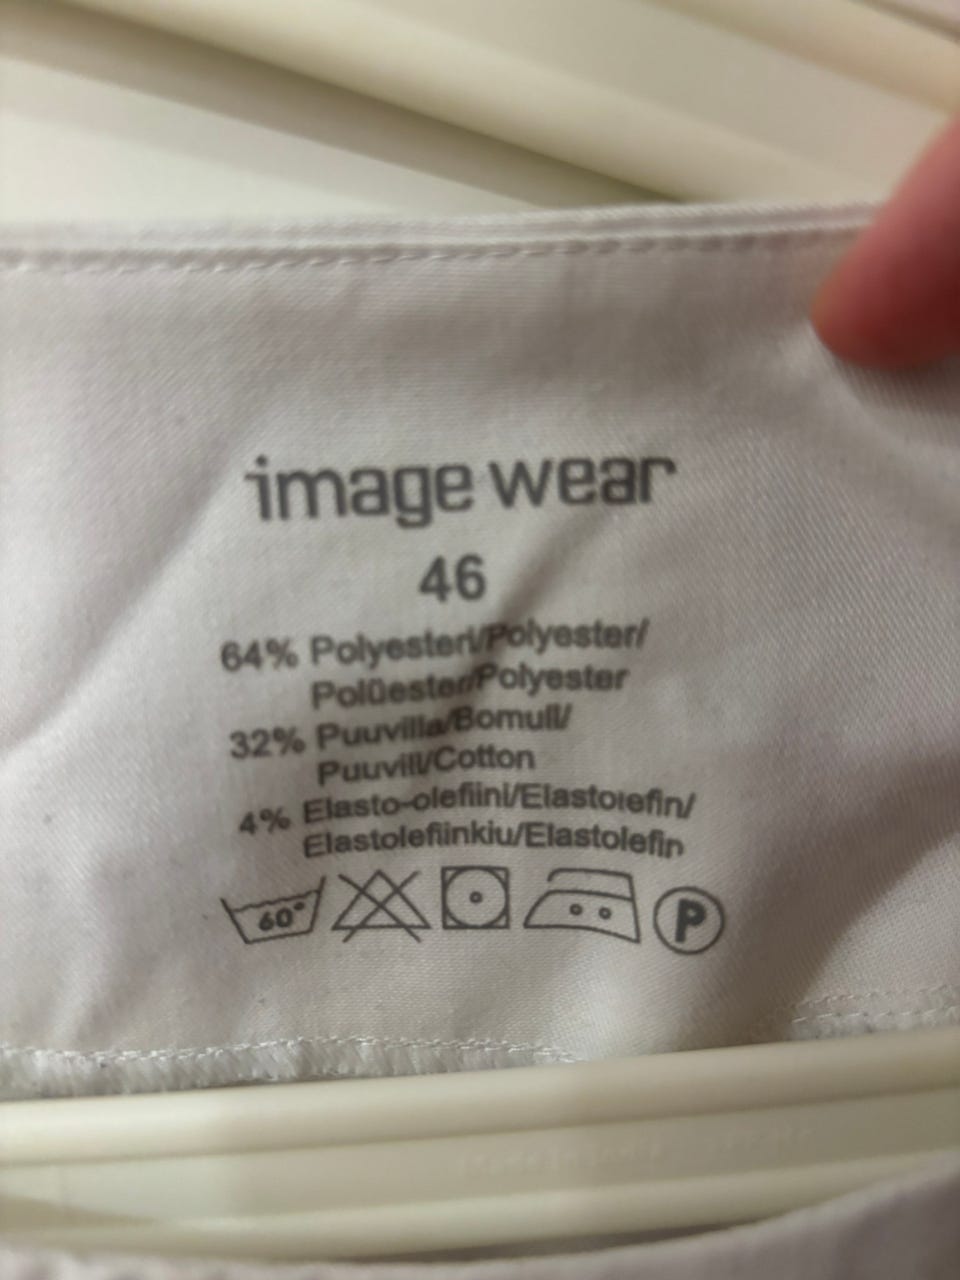 image wear
46
64% Polyesteri/Polyester/
Polüester/Polyester
32% Puuvilla/Bomull/
Puuvill/Cotton
4% Elasto-olefiini/Elastolefin/
Elastolefiinkiu/Elastolefin
60° P